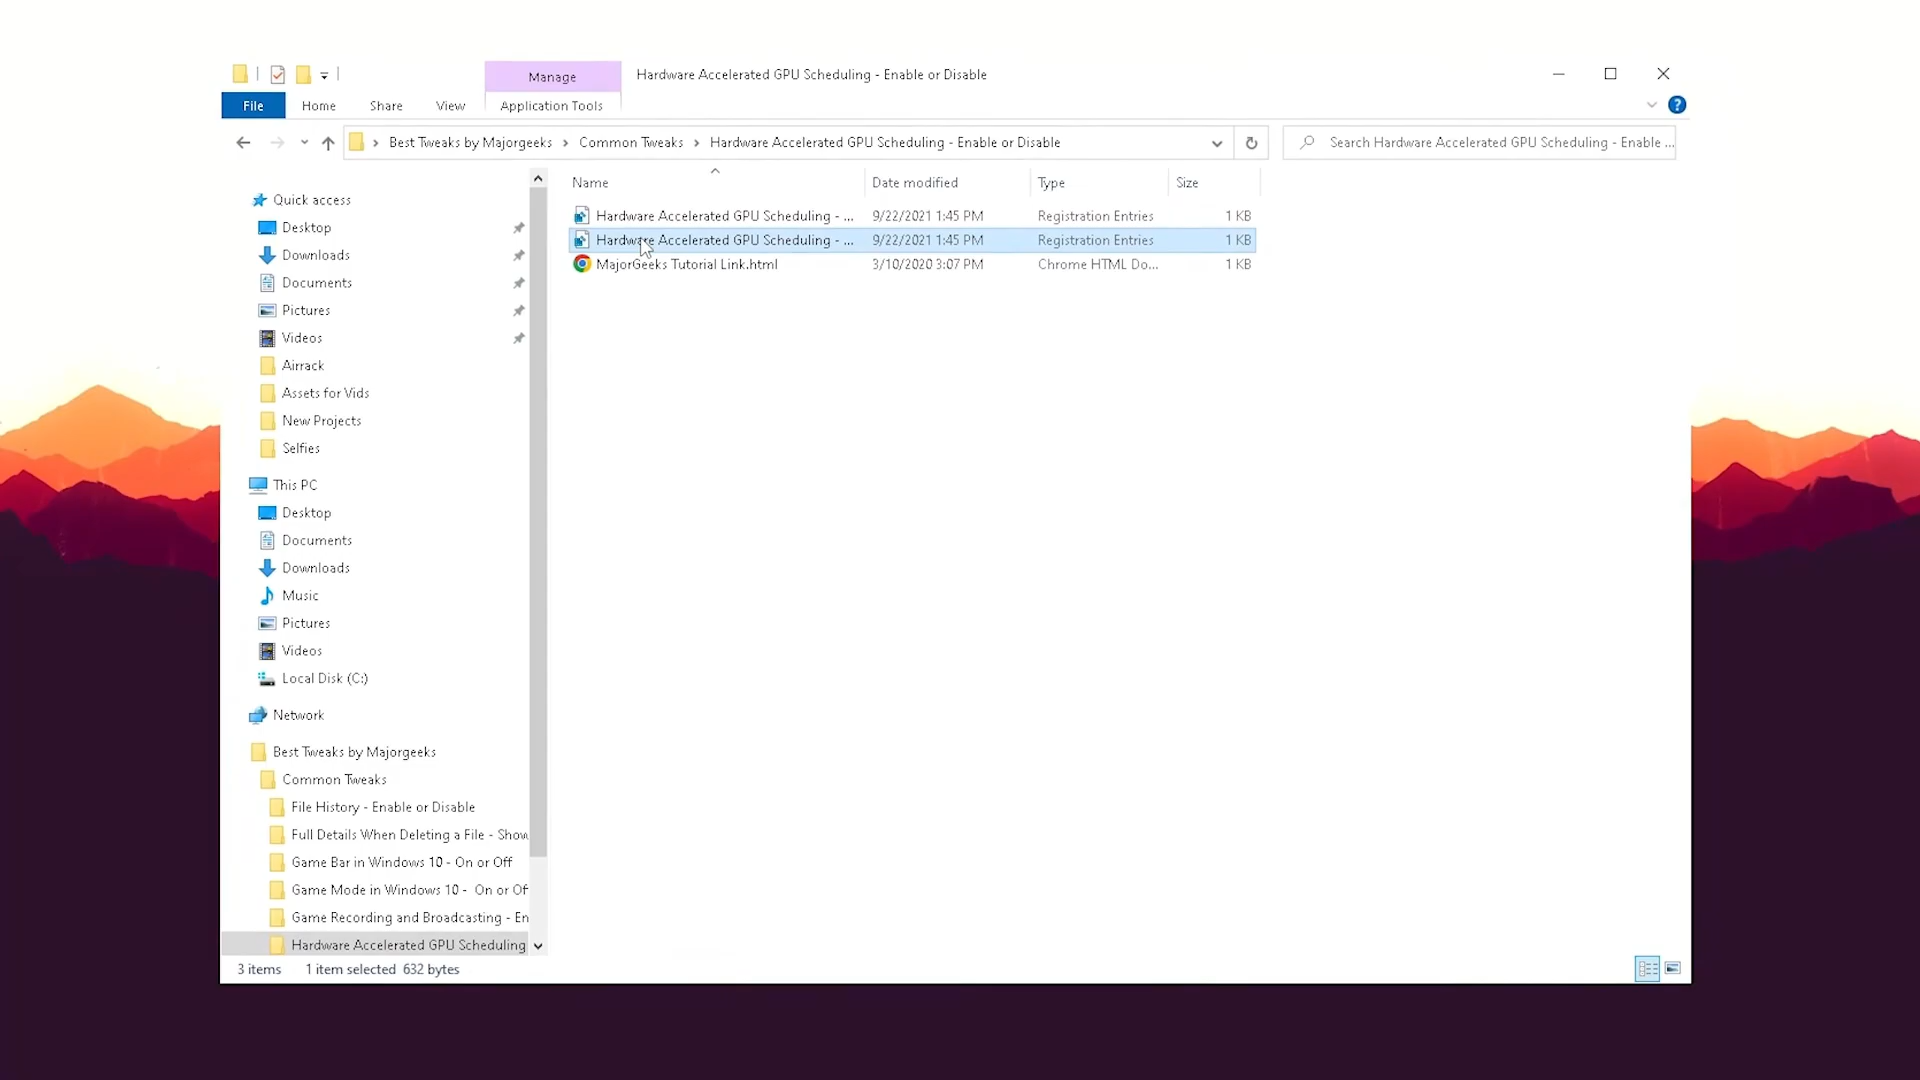 Manage
Hardware Accelerated GPU Scheduling - Enable or Disable
File
Home
Share
View
Application Tools
Best Tweaks by Majorgeeks
Common Tweaks
Hardware Accelerated GPU Scheduling - Enable or Disable
Search Hardware Accelerated GPU Scheduling - Enable ...
Name
Date modified
Type
Size
Hardware Accelerated GPU Scheduling - ... 9/22/2021 1:45 PM Registration Entries 1 KB
Hardware Accelerated GPU Scheduling - ... 9/22/2021 1:45 PM Registration Entries 1 KB
MajorGeeks Tutorial Link.html 3/10/2020 3:07 PM Chrome HTML Do... 1 KB
Quick access
Desktop
Downloads
Documents
Pictures
Videos
Airrack
Assets for Vids
New Projects
Selfies
This PC
Desktop
Documents
Downloads
Music
Pictures
Videos
Local Disk (C:)
Network
Best Tweaks by Majorgeeks
Common Tweaks
File History - Enable or Disable
Full Details When Deleting a File - Show
Game Bar in Windows 10 - On or Off
Game Mode in Windows 10 - On or Of
Game Recording and Broadcasting - En
Hardware Accelerated GPU Scheduling
3 items
1 item selected 632 bytes